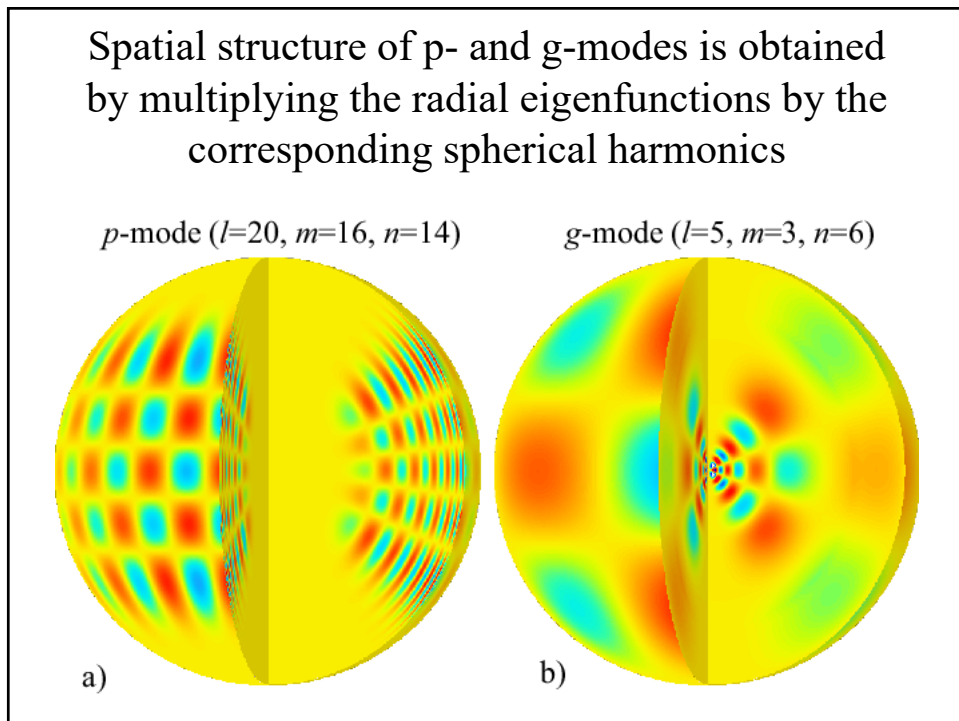 Spatial structure of p- and g-modes is obtained
by multiplying the radial eigenfunctions by the
corresponding spherical harmonics
p-mode (l=20, m=16, n=14)
g-mode (l=5, m=3, n=6)
a)
b)